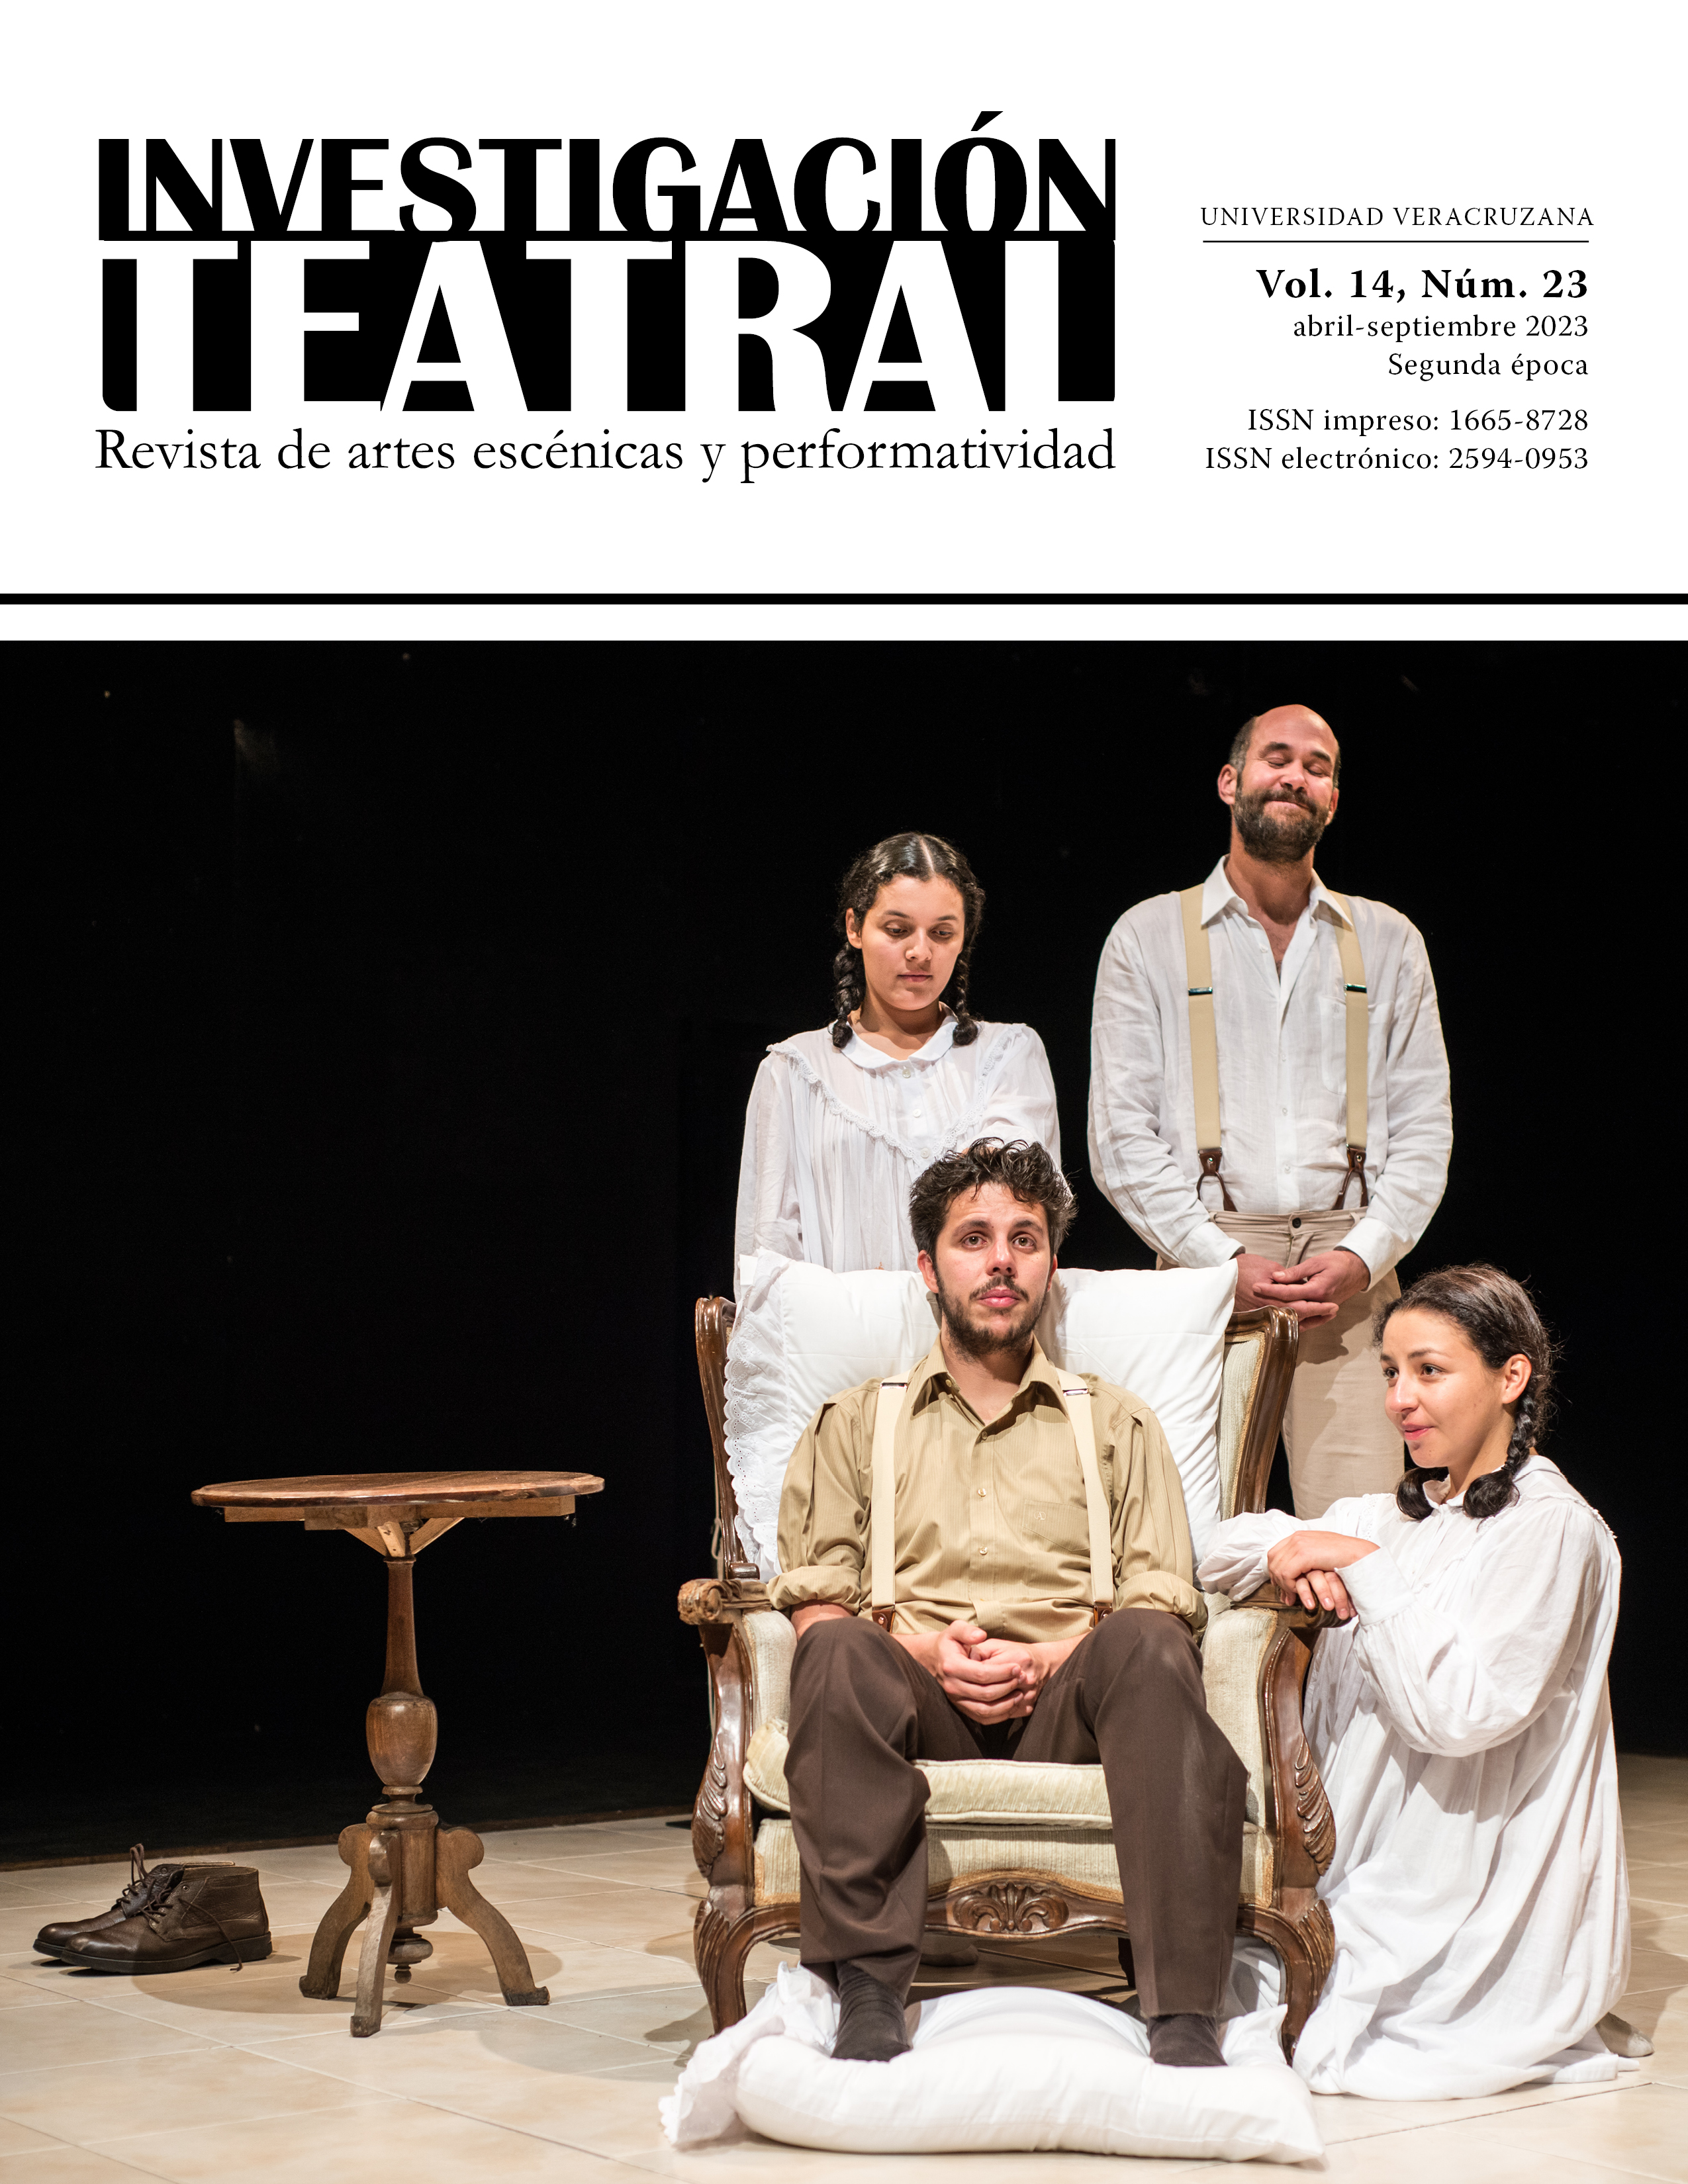 INVESTIGACIÓN
TEATRAL
Revista de artes escénicas y performatividad
UNIVERSIDAD VERACRUZANA
Vol. 14, Núm. 23
abril-septiembre 2023
Segunda época
ISSN impreso: 1665-8728
ISSN electrónico: 2594-0953